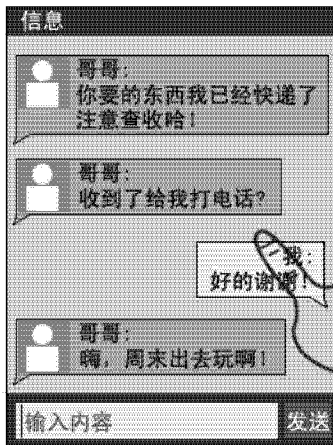 信息
哥哥:
你要的东西我已经快递了
注意查收哈!
哥哥:
收到了给我打电话?
我:
好的谢谢!
哥哥:
嗨,周末出去玩啊!
输入内容
发送